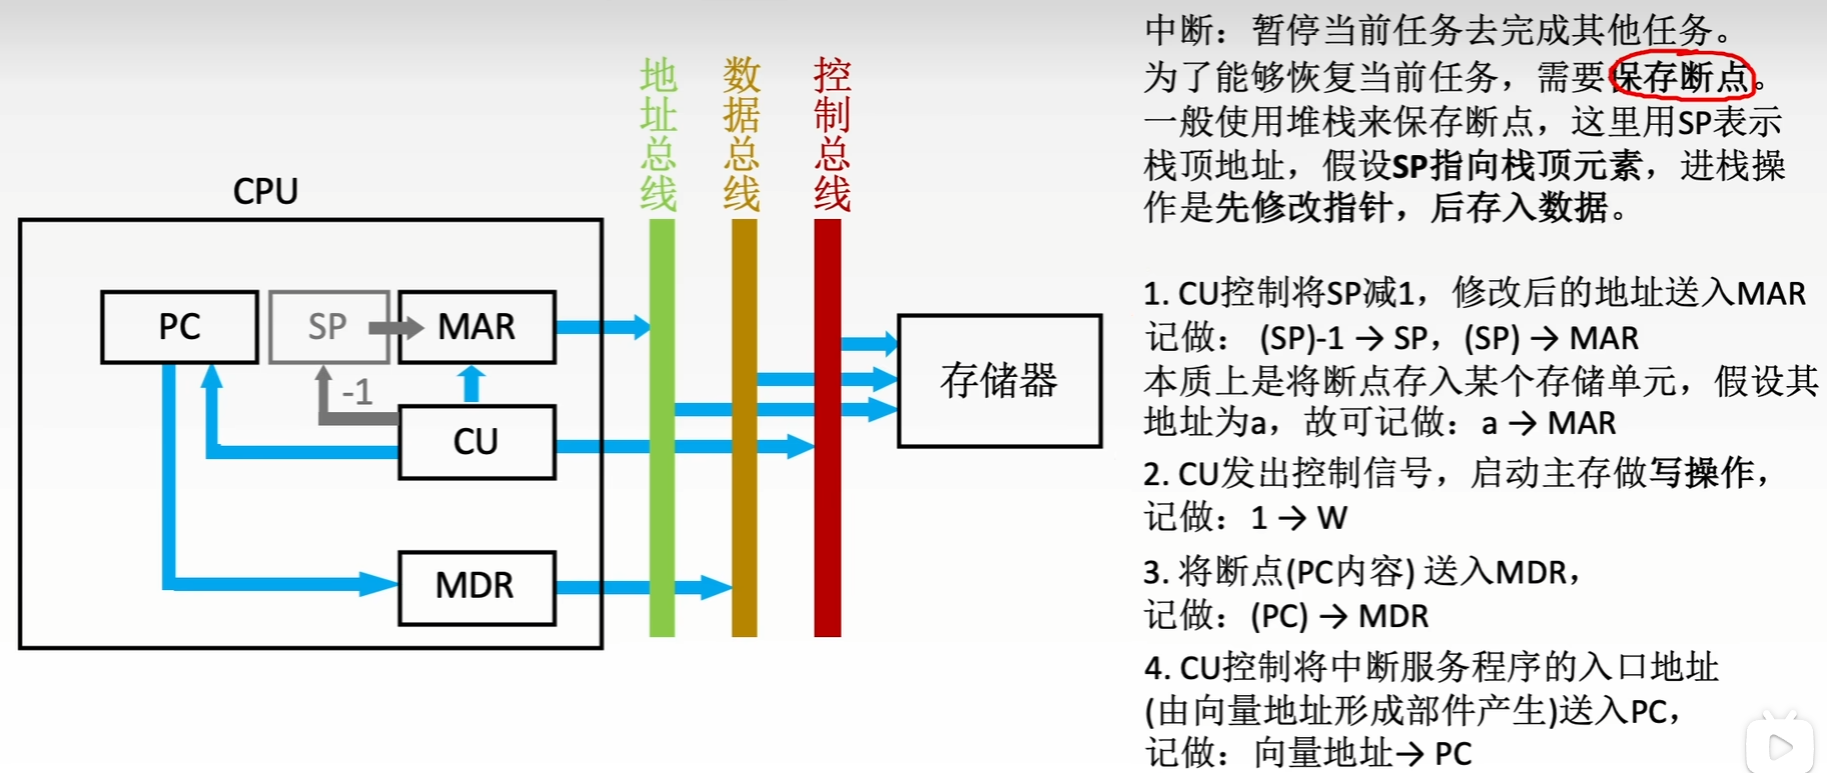 中断：暂停当前任务去完成其他任务。
为了能够恢复当前任务，需要保存断点。
一般使用堆栈来保存断点，这里用SP表示
栈顶地址，假设SP指向栈顶元素，进栈操
作是先修改指针，后存入数据。
1. CU控制将SP减1，修改后的地址送入MAR
记做： (SP)-1 → SP，(SP) → MAR
本质上是将断点存入某个存储单元，假设其
地址为a，故可记做：a → MAR
2. CU发出控制信号，启动主存做写操作，
记做：1 → W
3. 将断点(PC内容) 送入MDR，
记做：(PC) → MDR
4. CU控制将中断服务程序的入口地址
(由向量地址形成部件产生)送入PC，
记做：向量地址→ PC
地址总线
数据总线
控制总线
CPU
PC
SP
MAR
-1
CU
MDR
存储器